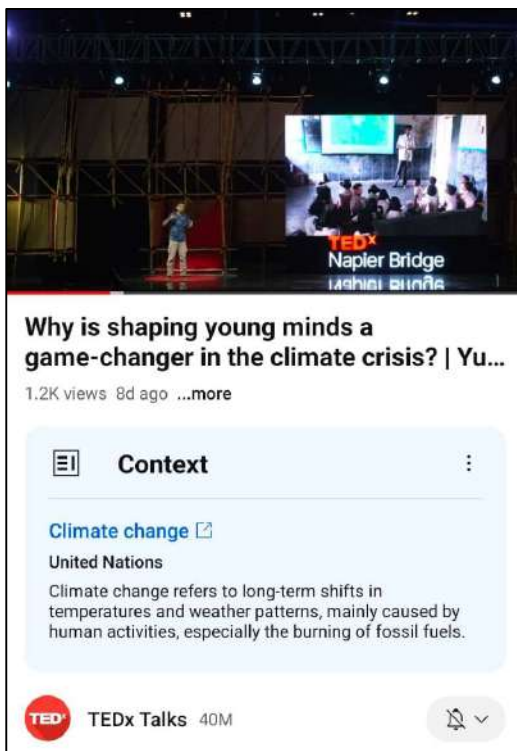 TEDx
Napier Bridge
Why is shaping young minds a
game-changer in the climate crisis? | Yu...
1.2K views 8d ago ...more
Context
Climate change
United Nations
Climate change refers to long-term shifts in
temperatures and weather patterns, mainly caused by
human activities, especially the burning of fossil fuels.
TEDx
TEDx Talks 40M